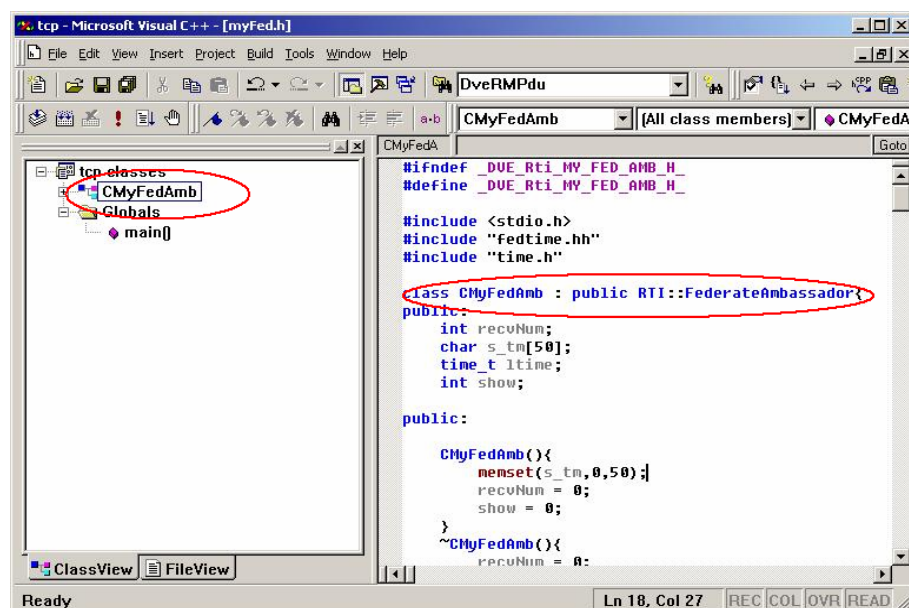 tcp - Microsoft Visual C++ - [myFed.h]
File Edit View Insert Project Build Tools Window Help
DveRMPdu
CMyFedAmb [All class members] CMyFedA
CMyFedA Goto
tcp classes
CMyFedAmb
Globals
main()
#ifndef _DVE_Rti_MY_FED_AMB_H_
#define _DVE_Rti_MY_FED_AMB_H_
#include <stdio.h>
#include "fedtime.hh"
#include "time.h"
class CMyFedAmb : public RTI::FederateAmbassador{
public:
int recvNum;
char s_tm[50];
time_t ltime;
int show;
public:
CMyFedAmb(){
memset(s_tm,0,50);
recvNum = 0;
show = 0;
}
~CMyFedAmb(){
recvNum = 0;
ClassView FileView
Ready Ln 18, Col 27 REC COL OVR READ